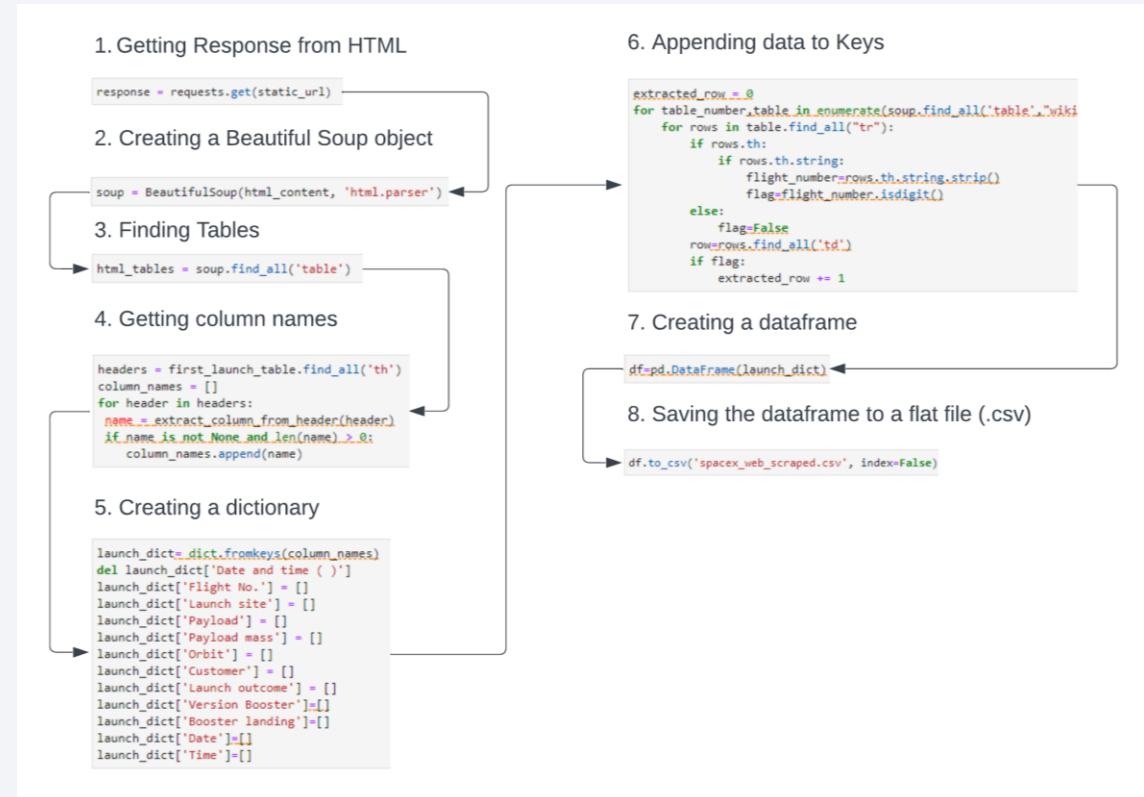 1. Getting Response from HTML
response = requests.get(static_url)
2. Creating a Beautiful Soup object
soup = BeautifulSoup(html_content, 'html.parser')
3. Finding Tables
html_tables = soup.find_all('table')
4. Getting column names
headers = first_launch_table.find_all('th')
column_names = []
for header in headers:
 name = extract_column_from_header(header)
 if name is not None and len(name) > 0:
    column_names.append(name)
5. Creating a dictionary
launch_dict= dict.fromkeys(column_names)
del launch_dict['Date and time ( )']
launch_dict['Flight No.'] = []
launch_dict['Launch site'] = []
launch_dict['Payload'] = []
launch_dict['Payload mass'] = []
launch_dict['Orbit'] = []
launch_dict['Customer'] = []
launch_dict['Launch outcome'] = []
launch_dict['Version Booster']=[]
launch_dict['Booster landing']=[]
launch_dict['Date']=[]
launch_dict['Time']=[]
6. Appending data to Keys
extracted_row = 0
for table_number,table in enumerate(soup.find_all('table',"wiki
    for rows in table.find_all("tr"):
        if rows.th:
            if rows.th.string:
                flight_number=rows.th.string.strip()
                flag=flight_number.isdigit()
        else:
            flag=False
        row=rows.find_all('td')
        if flag:
            extracted_row += 1
7. Creating a dataframe
df=pd.DataFrame(launch_dict)
8. Saving the dataframe to a flat file (.csv)
df.to_csv('spacex_web_scraped.csv', index=False)